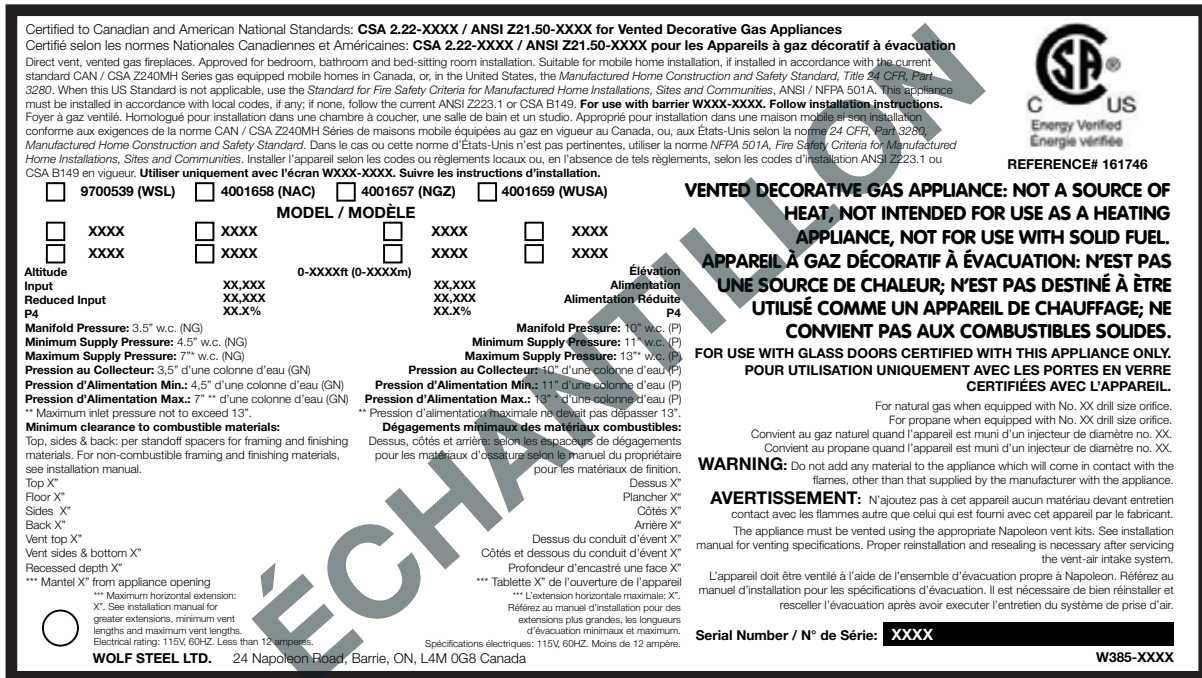 Certified to Canadian and American National Standards: CSA 2.22-XXXX / ANSI Z21.50-XXXX for Vented Decorative Gas Appliances
Certifié selon les normes Nationales Canadiennes et Américaines: CSA 2.22-XXXX / ANSI Z21.50-XXXX pour les Appareils à gaz décoratif à évacuation
Direct vent, vented gas fireplaces. Approved for bedroom, bathroom and bed-sitting room installation. Suitable for mobile home installation, if installed in accordance with the current
standard CAN / CSA Z240MH Series gas equipped mobile homes in Canada, or, in the United States, the Manufactured Home Construction and Safety Standard, Title 24 CFR, Part
3280. When this US Standard is not applicable, use the Standard for Fire Safety Criteria for Manufactured Home Installations, Sites and Communities, ANSI / NFPA 501A. This appliance
must be installed in accordance with local codes, if any; if none, follow the current ANSI Z223.1 or CSA B149. For use with barrier WXXX-XXXX. Follow installation instructions.
Foyer à gaz ventilé. Homologué pour installation dans une chambre à coucher, une salle de bain et un studio. Approprié pour installation dans une maison mobile si son installation
conforme aux exigences de la norme CAN / CSA Z240MH Séries de maisons mobile équipées au gaz en vigueur au Canada, ou, aux États-Unis selon la norme 24 CFR, Part 3280,
Manufactured Home Construction and Safety Standard. Dans le cas ou cette norme d'États-Unis n'est pas pertinentes, utiliser la norme NFPA 501A, Fire Safety Criteria for Manufactured
Home Installations, Sites and Communities. Installer l'appareil selon les codes ou règlements locaux ou, en l'absence de tels règlements, selon les codes d'installation ANSI Z223.1 ou
CSA B149 en vigueur. Utiliser uniquement avec l'écran WXXX-XXXX. Suivre les instructions d'installation.
CSA ®
C US
Energy Verified
Énergie vérifiée
REFERENCE# 161746
9700539 (WSL) 4001658 (NAC) 4001657 (NGZ) 4001659 (WUSA)
MODEL / MODÈLE
XXXX XXXX XXXX XXXX
XXXX XXXX XXXX XXXX
Altitude 0-XXXXft (0-XXXXm) Élévation
Input XX,XXX XX,XXX Alimentation
Reduced Input XX,XXX XX,XXX Alimentation Réduite
P4 XX.X% XX.X% P4
Manifold Pressure: 3.5" w.c. (NG) Manifold Pressure: 10" w.c. (P)
Minimum Supply Pressure: 4.5" w.c. (NG) Minimum Supply Pressure: 11" w.c. (P)
Maximum Supply Pressure: 7"* w.c. (NG) Maximum Supply Pressure: 13"* w.c. (P)
Pression au Collecteur: 3,5" d'une colonne d'eau (GN) Pression au Collecteur: 10" d'une colonne d'eau (P)
Pression d'Alimentation Min.: 4,5" d'une colonne d'eau (GN) Pression d'Alimentation Min.: 11" d'une colonne d'eau (P)
Pression d'Alimentation Max.: 7" ** d'une colonne d'eau (GN) Pression d'Alimentation Max.: 13" * d'une colonne d'eau (P)
** Maximum inlet pressure not to exceed 13". ** Pression d'alimentation maximale ne devait pas dépasser 13".
Minimum clearance to combustible materials: Dégagements minimaux des matériaux combustibles:
Top, sides & back: per standoff spacers for framing and finishing
materials. For non-combustible framing and finishing materials,
see installation manual.
Dessus, côtés et arrière: selon les espaceurs de dégagements
pour les matériaux d'ossature selon le manuel du propriétaire
pour les matériaux de finition.
Top X" Dessus X"
Floor X" Plancher X"
Sides X" Côtés X"
Back X" Arrière X"
Vent top X" Dessus du conduit d'évent X"
Vent sides & bottom X" Côtés et dessous du conduit d'évent X"
Recessed depth X" Profondeur d'encastré une face X"
*** Mantel X" from appliance opening *** Tablette X" de l'ouverture de l'appareil
*** Maximum horizontal extension:
X". See installation manual for
greater extensions, minimum vent
lengths and maximum vent lengths.
Electrical rating: 115V, 60HZ. Less than 12 amperes.
*** L'extension horizontale maximale: X".
Référez au manuel d'installation pour des
extensions plus grandes, les longueurs
d'évacuation minimaux et maximum.
Spécifications électriques: 115V, 60HZ. Moins de 12 ampère.
WOLF STEEL LTD. 24 Napoleon Road, Barrie, ON, L4M 0G8 Canada
VENTED DECORATIVE GAS APPLIANCE: NOT A SOURCE OF
HEAT, NOT INTENDED FOR USE AS A HEATING
APPLIANCE, NOT FOR USE WITH SOLID FUEL.
APPAREIL À GAZ DÉCORATIF À ÉVACUATION: N'EST PAS
UNE SOURCE DE CHALEUR; N'EST PAS DESTINÉ À ÈTRE
UTILISÉ COMME UN APPAREIL DE CHAUFFAGE; NE
CONVIENT PAS AUX COMBUSTIBLES SOLIDES.
FOR USE WITH GLASS DOORS CERTIFIED WITH THIS APPLIANCE ONLY.
POUR UTILISATION UNIQUEMENT AVEC LES PORTES EN VERRE
CERTIFIÉES AVEC L'APPAREIL.
For natural gas when equipped with No. XX drill size orifice.
For propane when equipped with No. XX drill size orifice.
Convient au gaz naturel quand l'appareil est muni d'un injecteur de diamètre no. XX.
Convient au propane quand l'appareil est muni d'un injecteur de diamètre no. XX.
WARNING: Do not add any material to the appliance which will come in contact with the
flames, other than that supplied by the manufacturer with the appliance.
AVERTISSEMENT: N'ajoutez pas à cet appareil aucun matériau devant entretien
contact avec les flammes autre que celui qui est fourni avec cet appareil par le fabricant.
The appliance must be vented using the appropriate Napoleon vent kits. See installation
manual for venting specifications. Proper reinstallation and resealing is necessary after servicing
the vent-air intake system.
L'appareil doit être ventilé à l'aide de l'ensemble d'évacuation propre à Napoleon. Référez au
manuel d'installation pour les spécifications d'évacuation. Il est nécessaire de bien réinstaller et
resceller l'évacuation après avoir executer l'entretien du système de prise d'air.
Serial Number / N° de Série: XXXX
W385-XXXX
ÉCHANTILLON